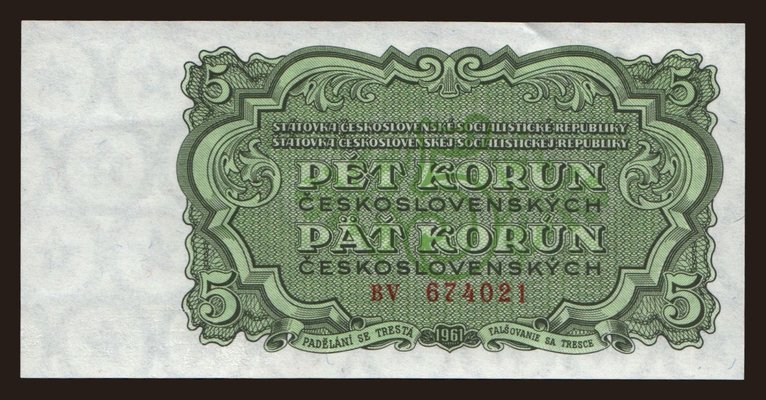 5 5
STÁTOVKA ČESKOSLOVENSKÉ SOCIALISTICKÉ REPUBLIKY
ŠTÁTOVKA ČESKOSLOVENSKEJ SOCIALISTICKEJ REPUBLIKY
PĚT KORUN
ČESKOSLOVENSKÝCH
PÄŤ KORÚN
ČESKOSLOVENSKÝCH
BV 674021
5 5
PADĚLÁNÍ SE TRESTÁ 1961 FALŠOVANIE SA TRESCE